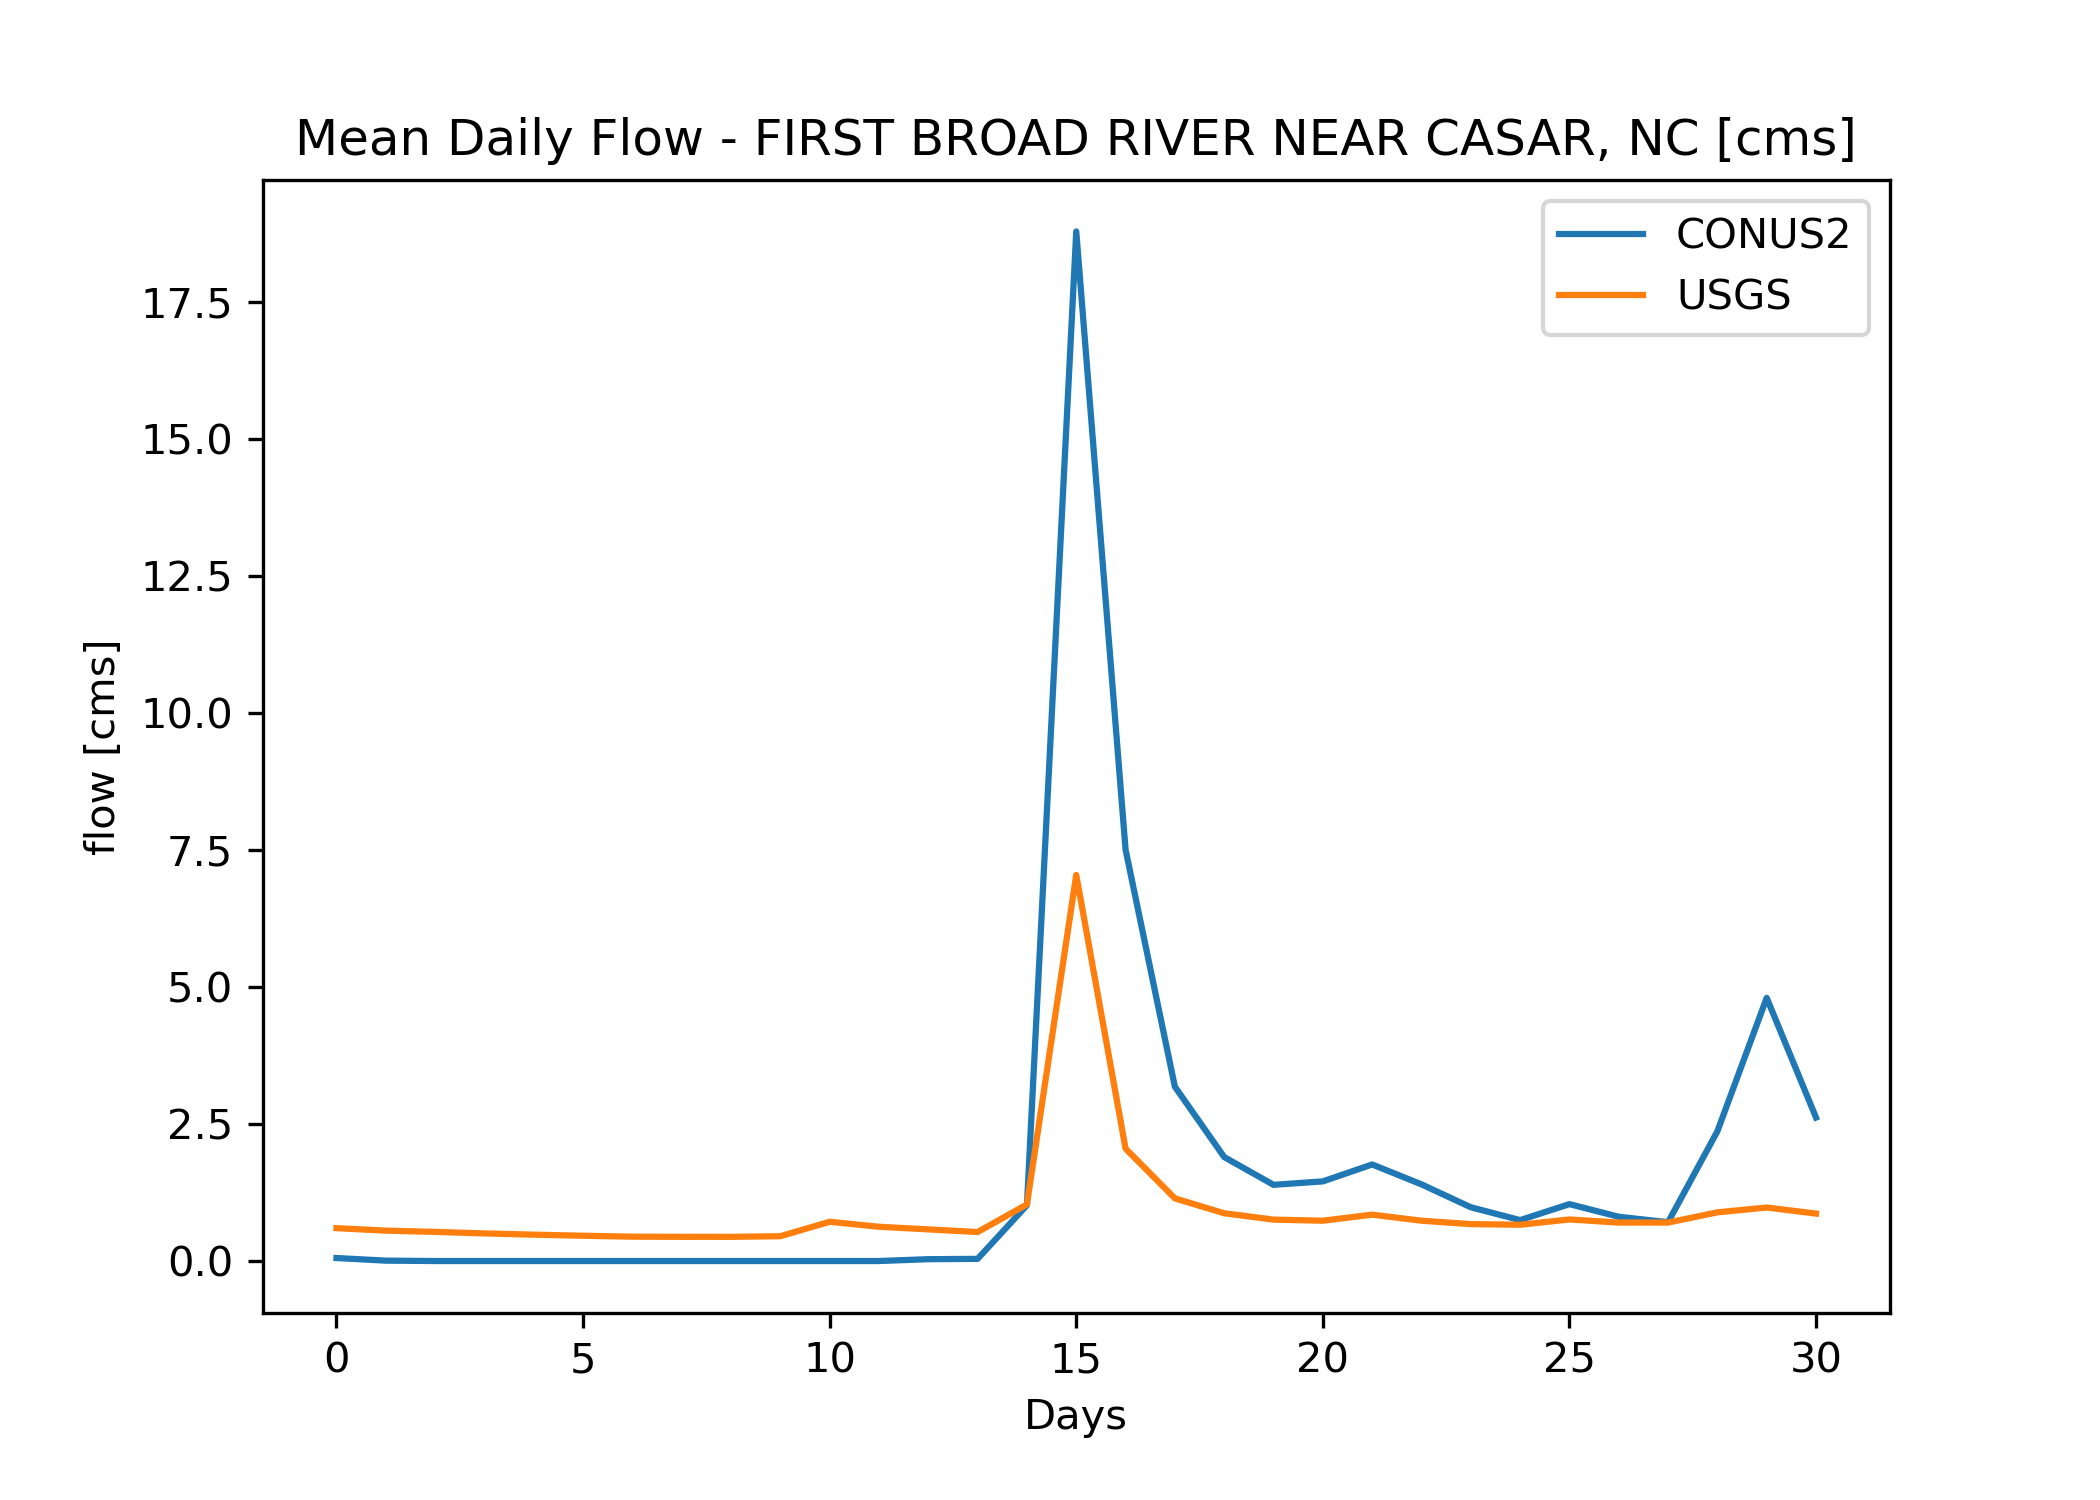 Mean Daily Flow - FIRST BROAD RIVER NEAR CASAR, NC [cms]
CONUS2
USGS
flow [cms]
17.5
15.0
12.5
10.0
7.5
5.0
2.5
0.0
0 5 10 15 20 25 30
Days